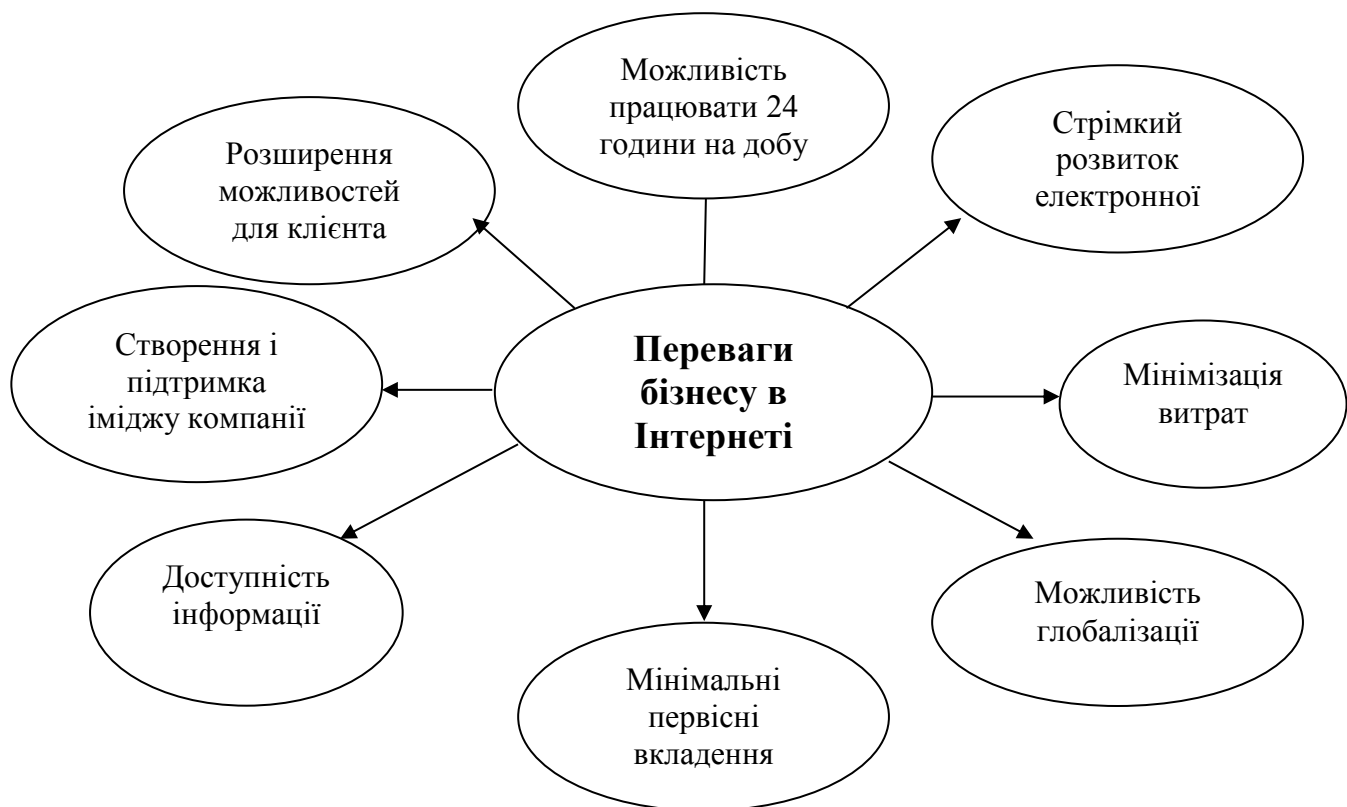 Можливість
працювати 24
години на добу
Стрімкий
розвиток
електронної
Розширення
можливостей
для клієнта
Створення і
підтримка
іміджу компанії
Переваги
бізнесу в
Інтернеті
Мінімізація
витрат
Доступність
інформації
Можливість
глобалізації
Мінімальні
первісні
вкладення